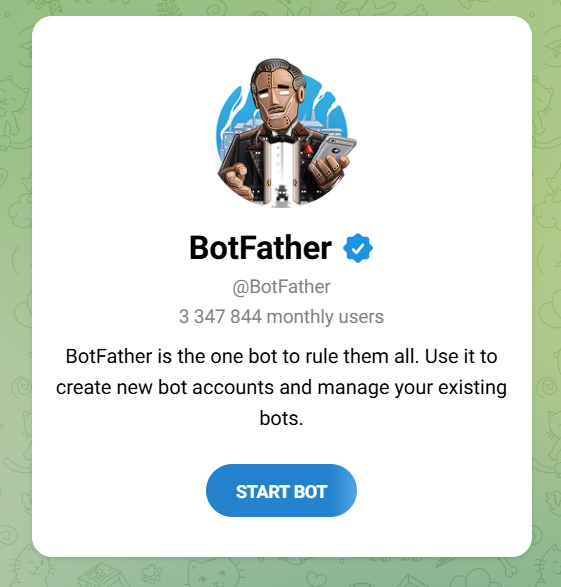 BotFather
@BotFather
3 347 844 monthly users
BotFather is the one bot to rule them all. Use it to
create new bot accounts and manage your existing
bots.
START BOT